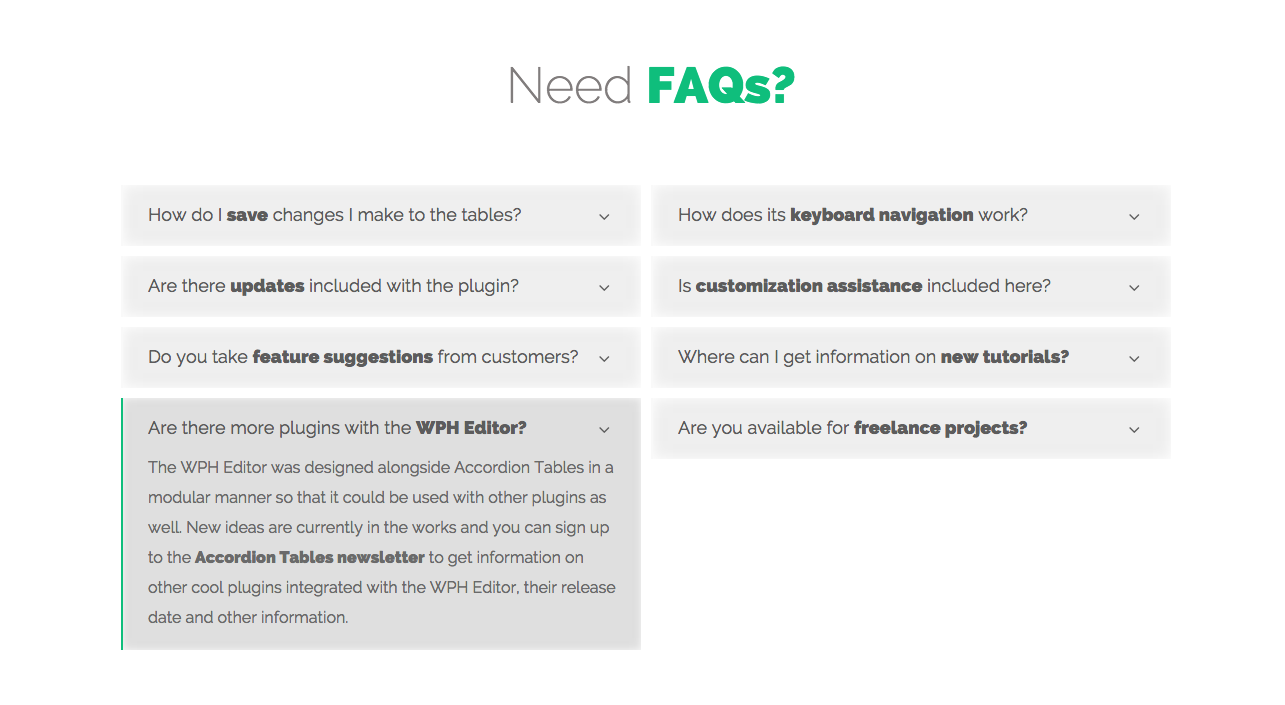 Need FAQs?
How do I save changes I make to the tables?
Are there updates included with the plugin?
Do you take feature suggestions from customers?
Are there more plugins with the WPH Editor?
The WPH Editor was designed alongside Accordion Tables in a
modular manner so that it could be used with other plugins as
well. New ideas are currently in the works and you can sign up
to the Accordion Tables newsletter to get information on
other cool plugins integrated with the WPH Editor, their release
date and other information.
How does its keyboard navigation work?
Is customization assistance included here?
Where can I get information on new tutorials?
Are you available for freelance projects?